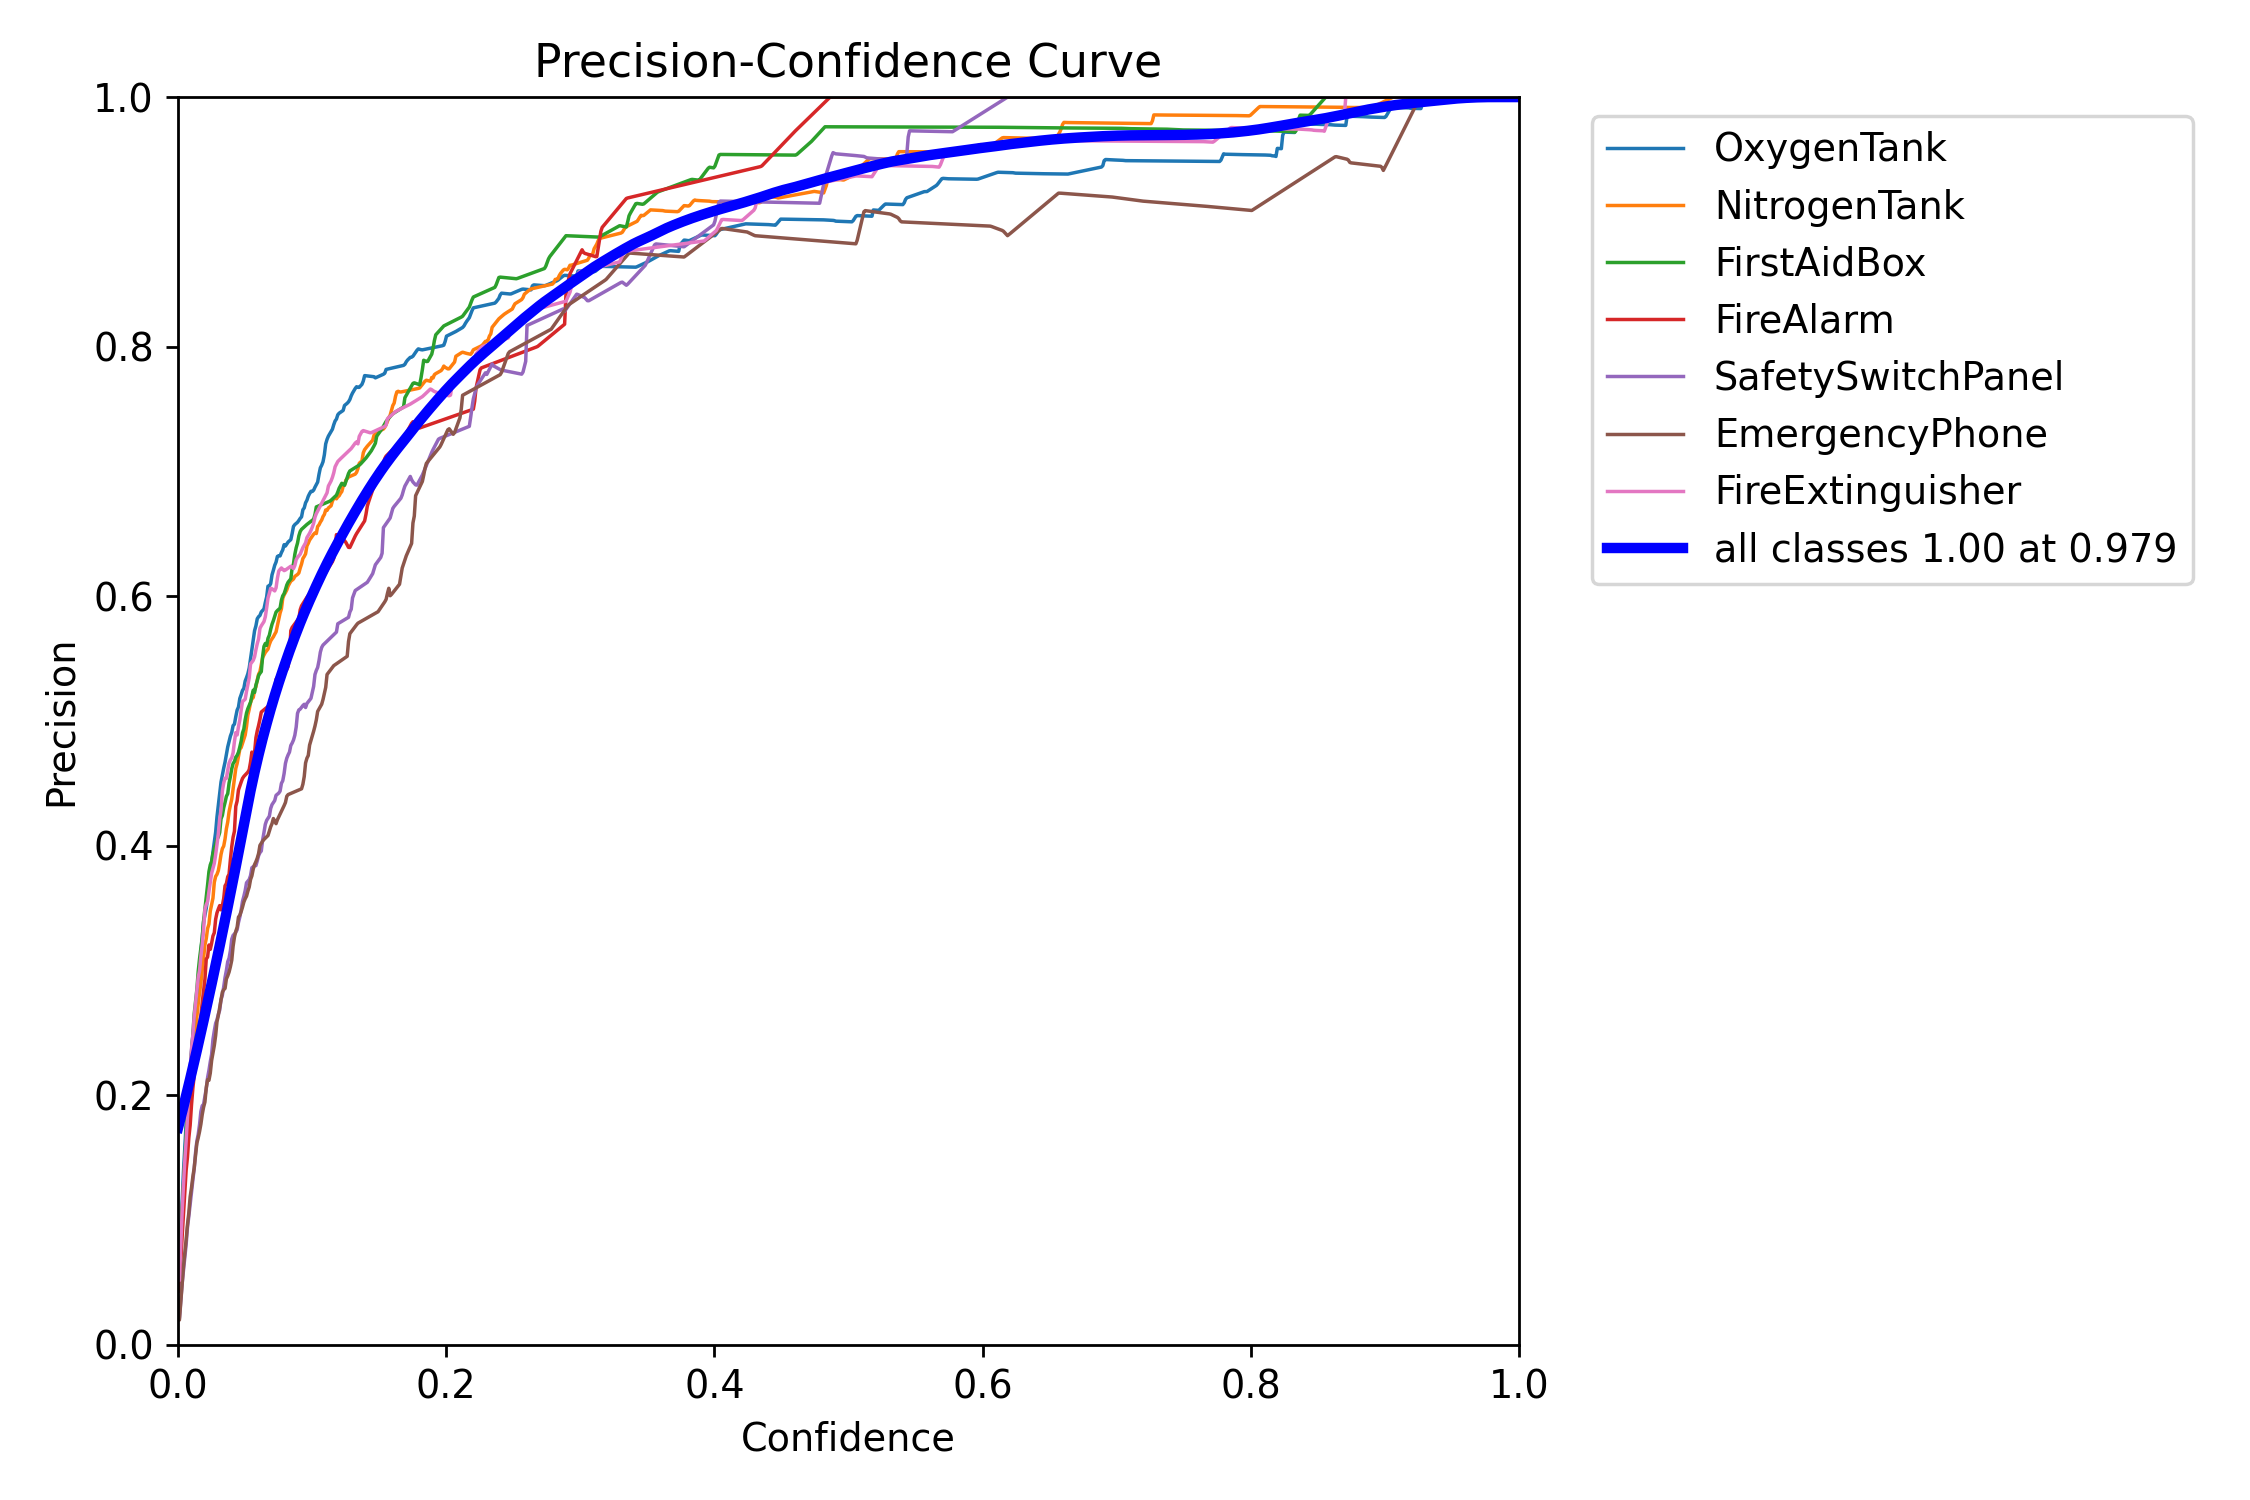 Precision-Confidence Curve
1.0
0.8
0.6
0.4
0.2
0.0
Precision
0.0 0.2 0.4 0.6 0.8 1.0
Confidence
OxygenTank
NitrogenTank
FirstAidBox
FireAlarm
SafetySwitchPanel
EmergencyPhone
FireExtinguisher
all classes 1.00 at 0.979